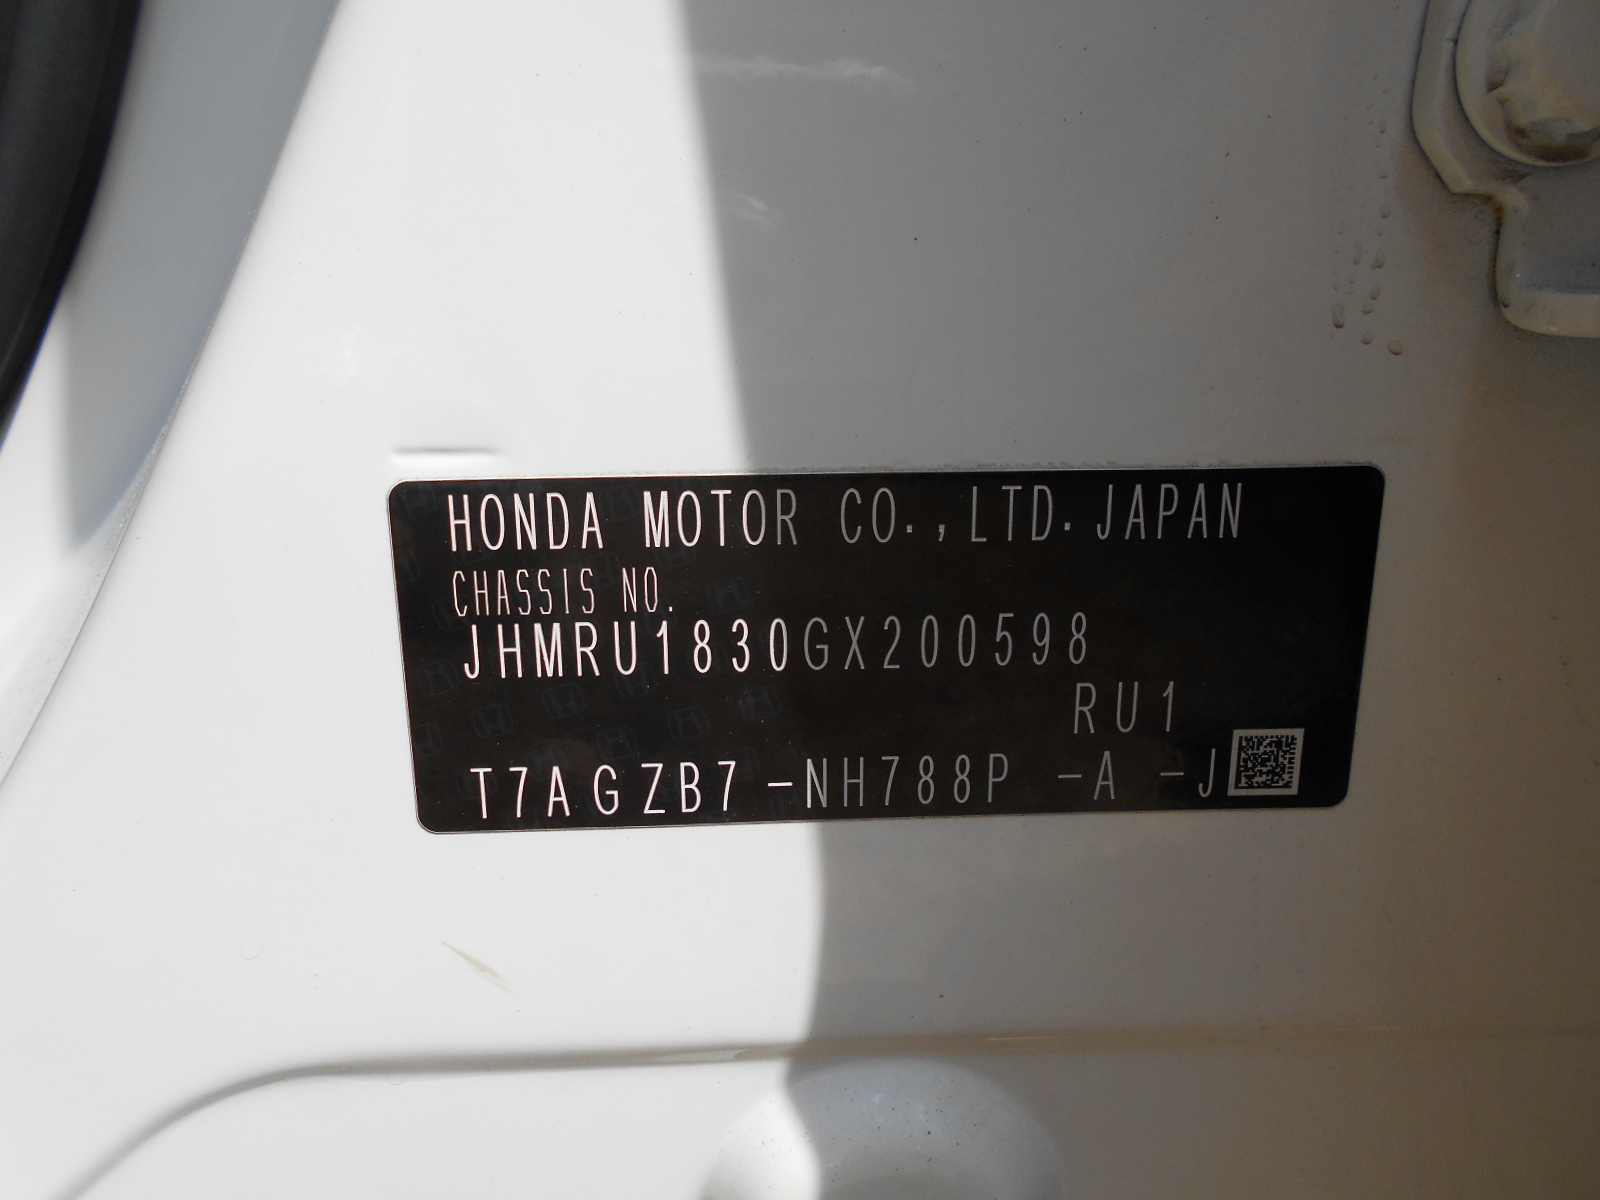 HONDA MOTOR CO.,LTD.JAPAN
CHASSIS NO.
JHMRU1830GX200598
RU1
T7AGZB7-NH788P -A -J